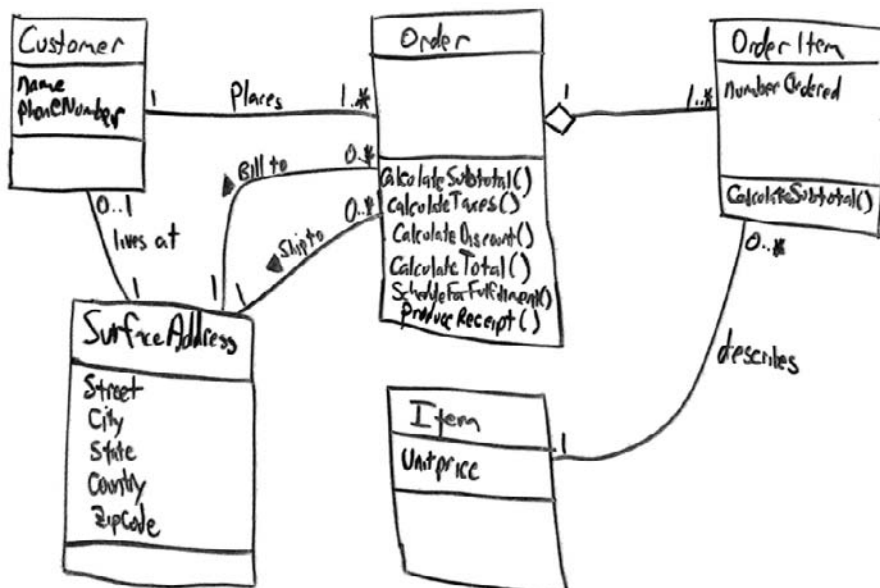 Customer
name
phoneNumber
1
Places
1..*
Order
CalculateSubtotal()
CalculateTaxes()
CalculateDiscount()
CalculateTotal()
ScheduleForFulfillment()
ProduceReceipt()
1
1..*
OrderItem
numberOrdered
CalculateSubtotal()
0..*
describes
1
Bill to
0..*
1
Ship to
0..*
1
0..1
lives at
1
SurfaceAddress
Street
City
State
Country
ZipCode
Item
Unitprice